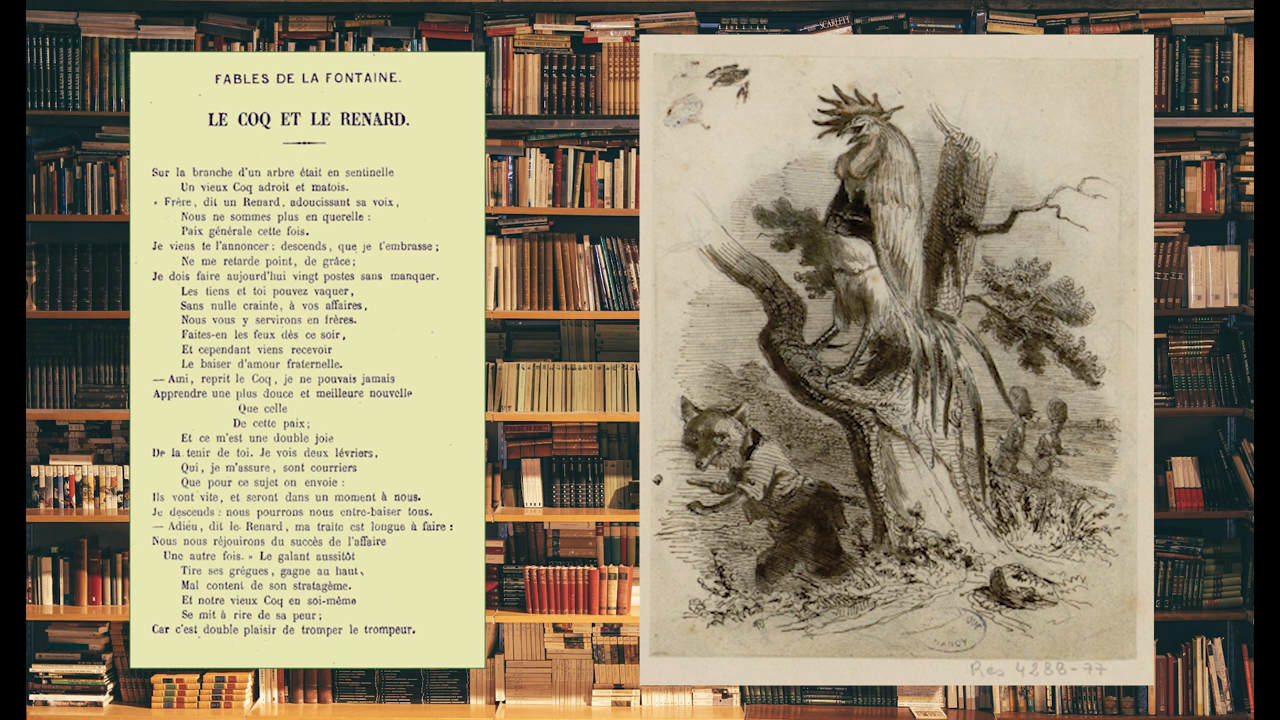 FABLES DE LA FONTAINE.
LE COQ ET LE RENARD.
Sur la branche d'un arbre était en sentinelle
Un vieux Coq adroit et matois.
« Frère, dit un Renard, adoucissant sa voix,
Nous ne sommes plus en querelle :
Paix générale cette fois.
Je viens te l'annoncer ; descends, que je t'embrasse ;
Ne me retarde point, de grâce ;
Je dois faire aujourd'hui vingt postes sans manquer.
Les tiens et toi pouvez vaquer,
Sans nulle crainte, à vos affaires,
Nous vous y servirons en frères.
Faites-en les feux dès ce soir,
Et cependant viens recevoir
Le baiser d'amour fraternelle.
— Ami, reprit le Coq, je ne pouvais jamais
Apprendre une plus douce et meilleure nouvelle
Que celle
De cette paix ;
Et ce m'est une double joie
De la tenir de toi. Je vois deux lévriers,
Qui, je m'assure, sont courriers
Que pour ce sujet on envoie :
Ils vont vite, et seront dans un moment à nous.
Je descends : nous pourrons nous entre-baiser tous.
— Adieu, dit le Renard, ma traite est longue à faire :
Nous nous réjouirons du succès de l'affaire
Une autre fois. » Le galant aussitôt
Tire ses grègues, gagne au haut,
Mal content de son stratagème.
Et notre vieux Coq en soi-même
Se mit à rire de sa peur ;
Car c'est double plaisir de tromper le trompeur.
SCARLETT
NANCY
Res 4288-77